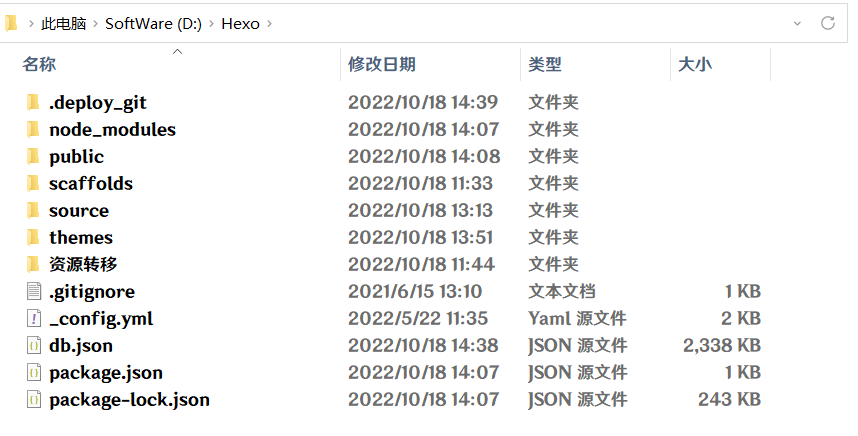 此电脑 > SoftWare (D:) > Hexo >
名称 修改日期 类型 大小
.deploy_git 2022/10/18 14:39 文件夹
node_modules 2022/10/18 14:07 文件夹
public 2022/10/18 14:08 文件夹
scaffolds 2022/10/18 11:33 文件夹
source 2022/10/18 13:13 文件夹
themes 2022/10/18 13:51 文件夹
资源转移 2022/10/18 11:44 文件夹
.gitignore 2021/6/15 13:10 文本文档 1 KB
_config.yml 2022/5/22 11:35 Yaml 源文件 2 KB
db.json 2022/10/18 14:38 JSON 源文件 2,338 KB
package.json 2022/10/18 14:07 JSON 源文件 1 KB
package-lock.json 2022/10/18 14:07 JSON 源文件 243 KB